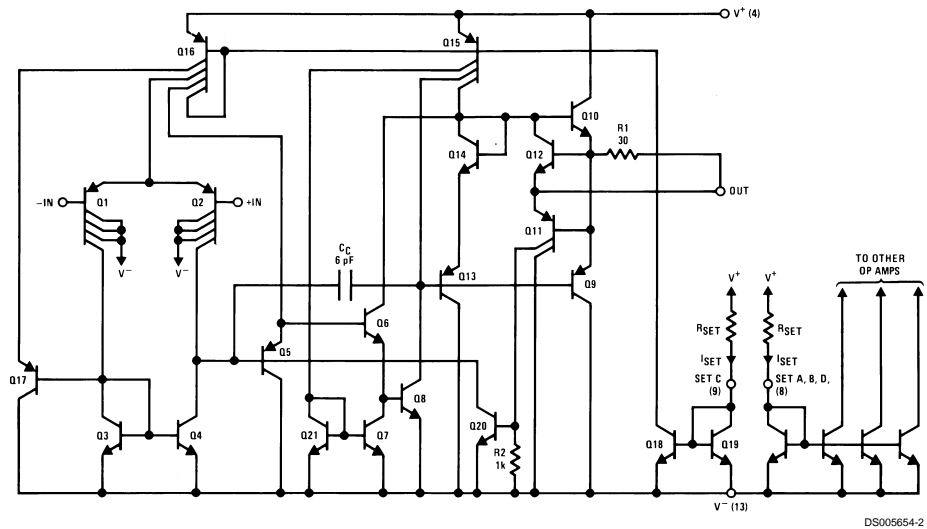 V+ (4)
Q16
Q15
Q10
R1
30
Q14
Q12
OUT
-IN
Q1
Q2
+IN
Q11
V-
V-
CC
6 pF
Q13
Q9
TO OTHER
OP AMPS
V+
V+
RSET
RSET
ISET
ISET
SET C
(9)
SET A, B, D,
(8)
Q6
Q5
Q17
Q8
Q3
Q4
Q21
Q7
Q20
R2
1k
Q18
Q19
V- (13)
DS005654-2